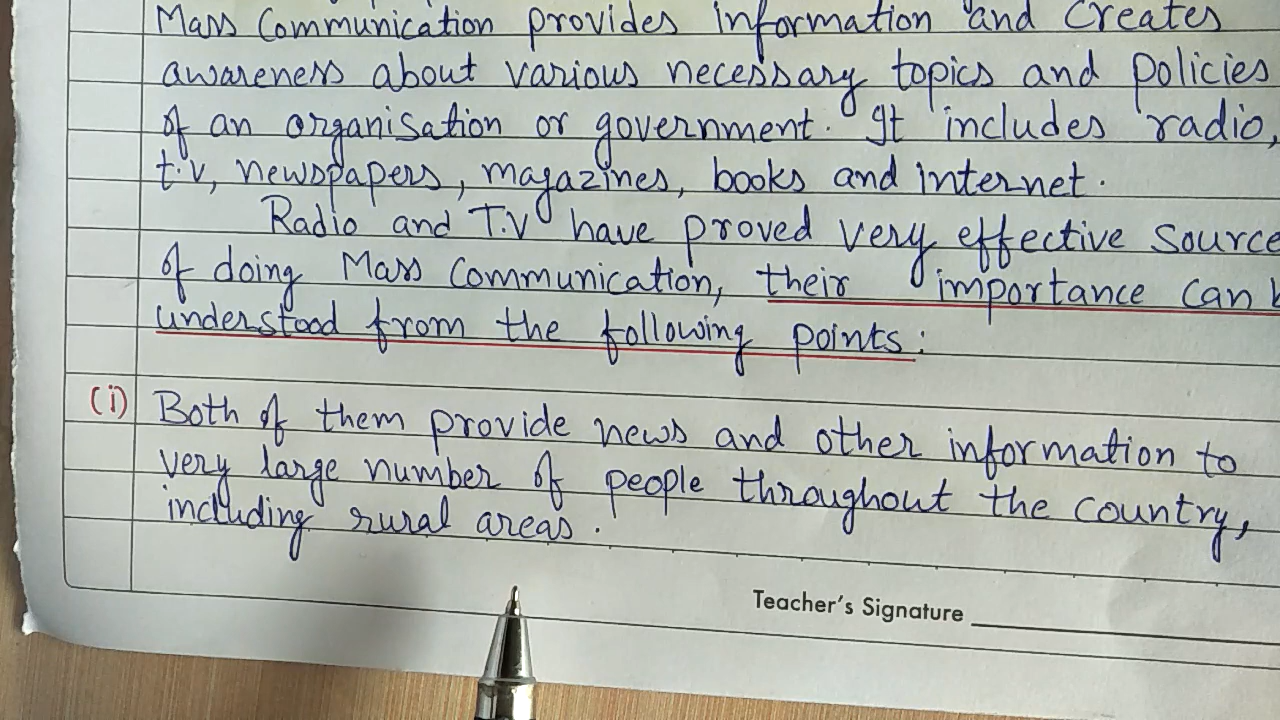 Mass Communication provides information and Creates
awareness about various necessary topics and policies
of an organisation or government. It includes radio,
t.v, newspapers, magazines, books and internet.
Radio and T.V have proved very effective Source
of doing Mass Communication, their importance can
understood from the following points:
(i) Both of them provide news and other information to
very large number of people throughout the country,
including rural areas.
Teacher's Signature